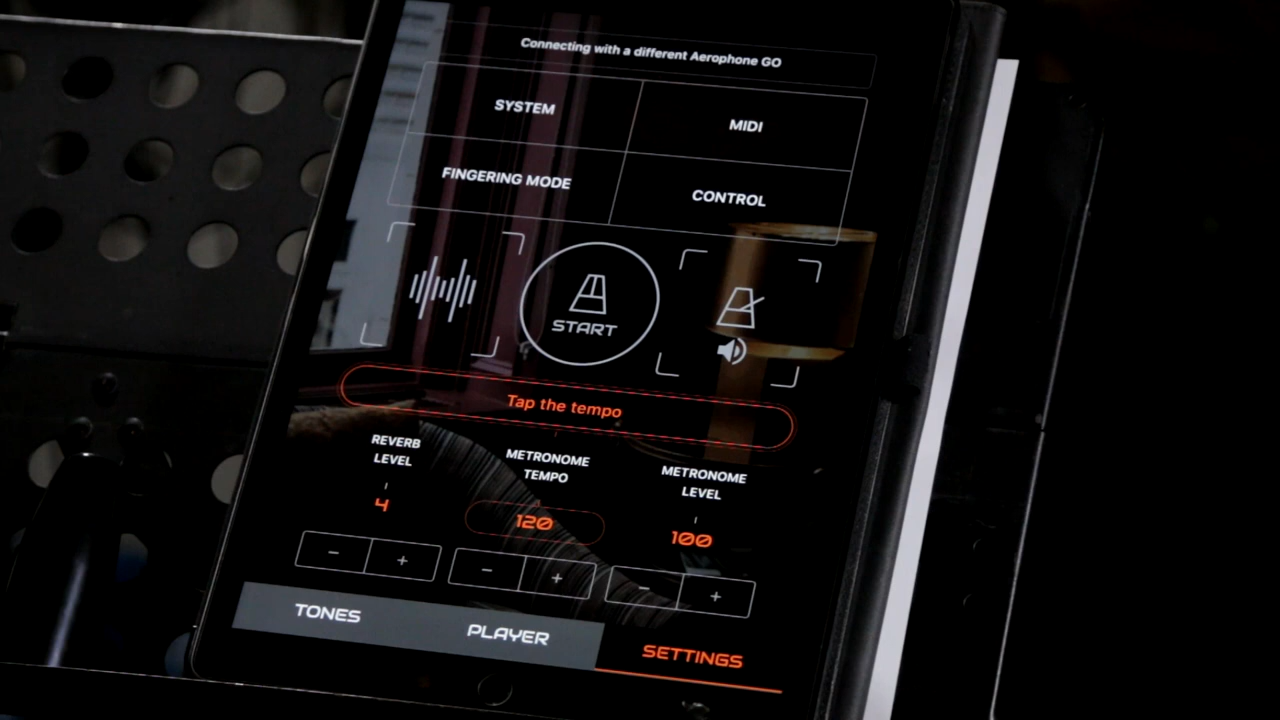 Connecting with a different Aerophone GO
SYSTEM
MIDI
FINGERING MODE
CONTROL
START
Tap the tempo
REVERB
LEVEL
4
METRONOME
TEMPO
120
METRONOME
LEVEL
100
- +
- +
- +
TONES
PLAYER
SETTINGS